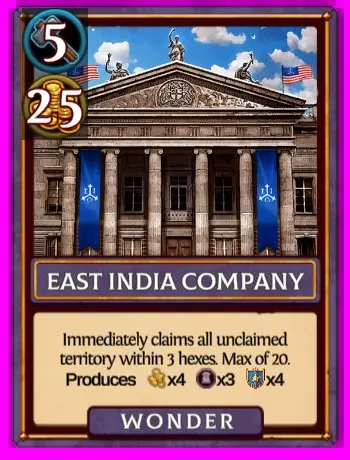 5
25
EAST INDIA COMPANY
Immediately claims all unclaimed
territory within 3 hexes. Max of 20.
Produces x4 x3 x4
WONDER